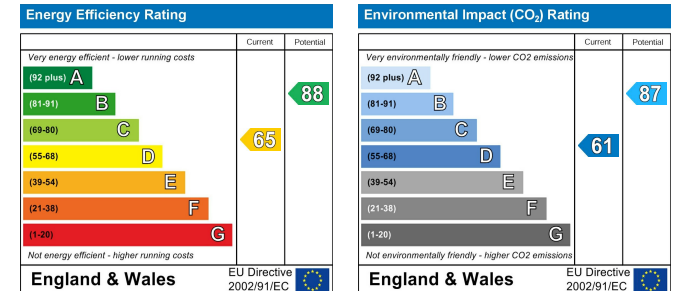 Energy Efficiency Rating
Current
Potential
Very energy efficient - lower running costs
(92 plus) A
(81-91) B
(69-80) C
(55-68) D
(39-54) E
(21-38) F
(1-20) G
65
88
Not energy efficient - higher running costs
England & Wales
EU Directive
2002/91/EC
Environmental Impact (CO₂) Rating
Current
Potential
Very environmentally friendly - lower CO2 emissions
(92 plus) A
(81-91) B
(69-80) C
(55-68) D
(39-54) E
(21-38) F
(1-20) G
61
87
Not environmentally friendly - higher CO2 emissions
England & Wales
EU Directive
2002/91/EC